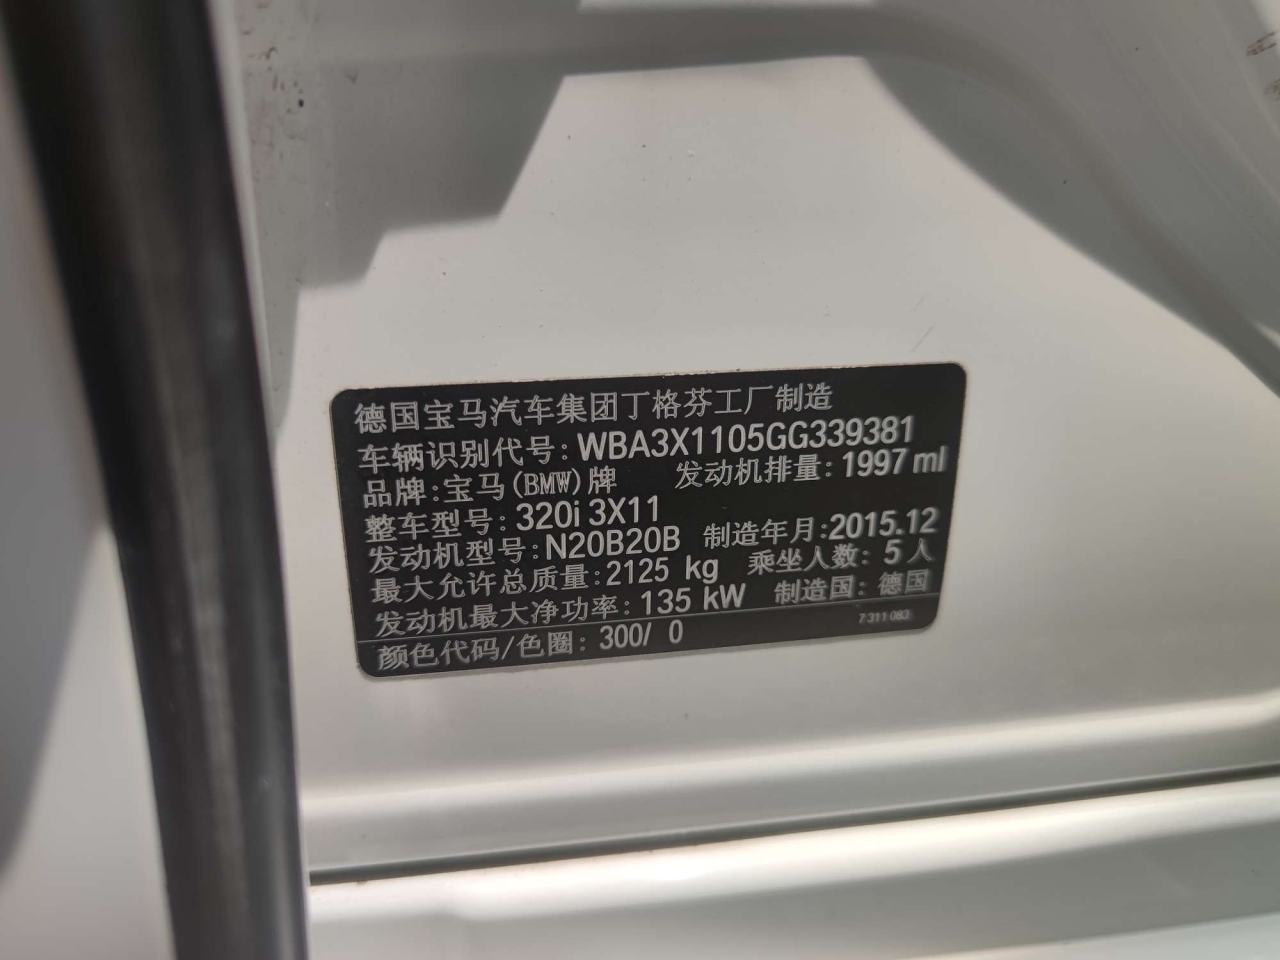 德国宝马汽车集团丁格芬工厂制造
车辆识别代号: WBA3X1105GG339381
品牌:宝马(BMW)牌 发动机排量: 1997 ml
整车型号: 320i 3X11
发动机型号: N20B20B 制造年月:2015.12
最大允许总质量: 2125 kg 乘坐人数: 5 人
发动机最大净功率: 135 kW 制造国: 德国
颜色代码/色圈: 300/ 0 7 311 083